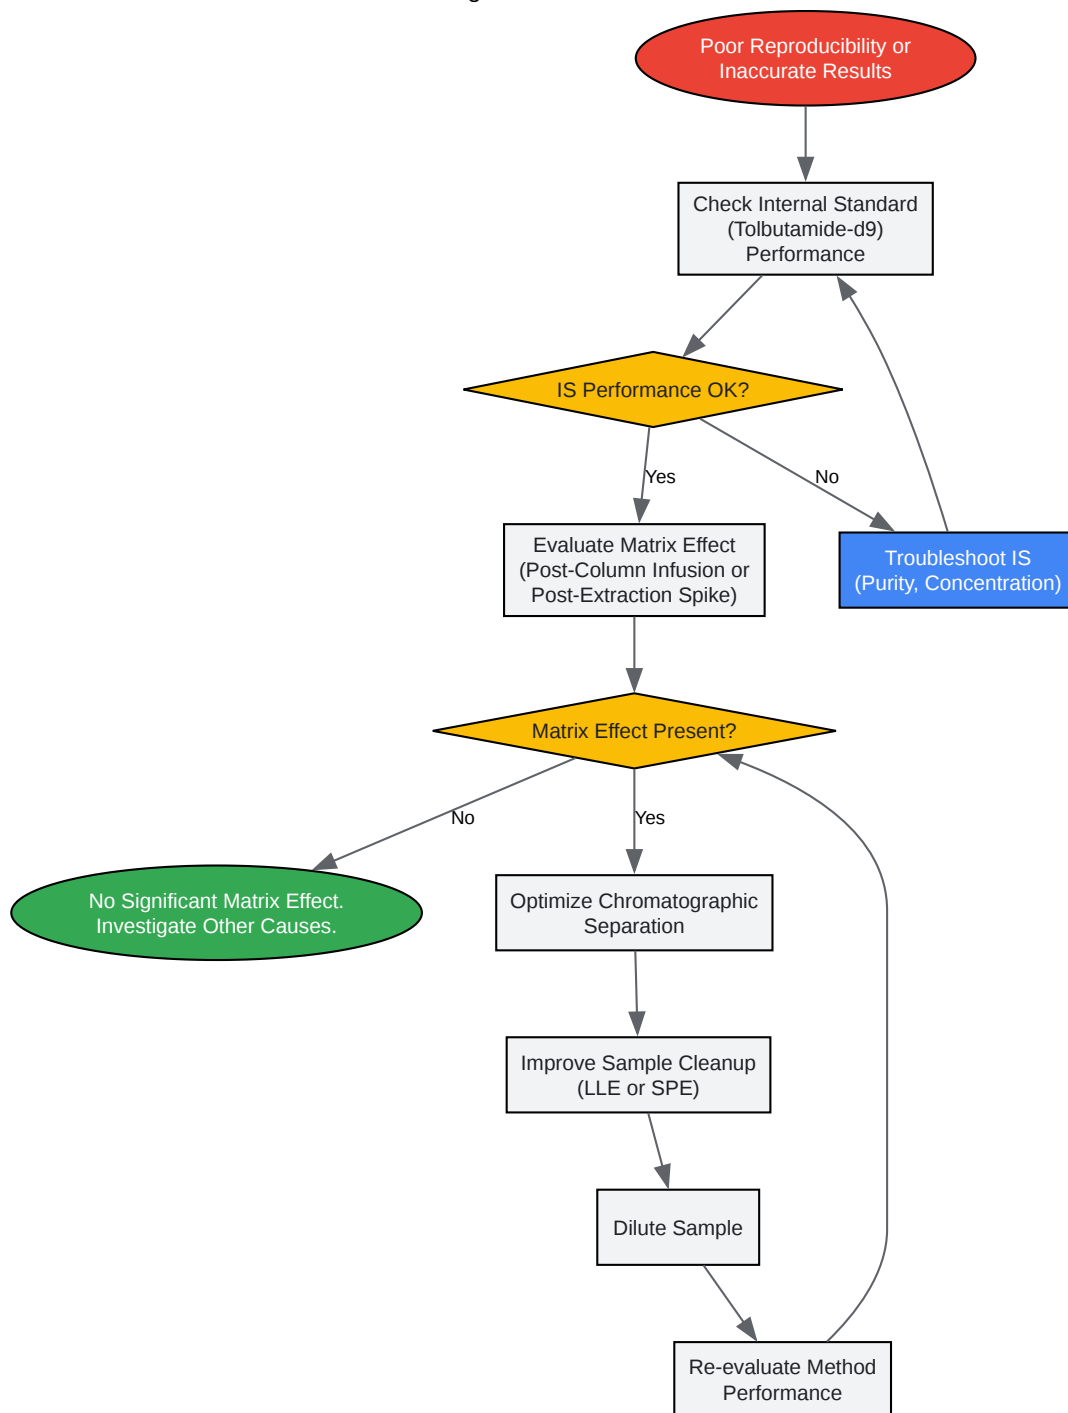 Poor Reproducibility or
Inaccurate Results
Check Internal Standard
(Tolbutamide-d9)
Performance
IS Performance OK?
Yes
No
Evaluate Matrix Effect
(Post-Column Infusion or
Post-Extraction Spike)
Troubleshoot IS
(Purity, Concentration)
Matrix Effect Present?
No
Yes
No Significant Matrix Effect.
Investigate Other Causes.
Optimize Chromatographic
Separation
Improve Sample Cleanup
(LLE or SPE)
Dilute Sample
Re-evaluate Method
Performance